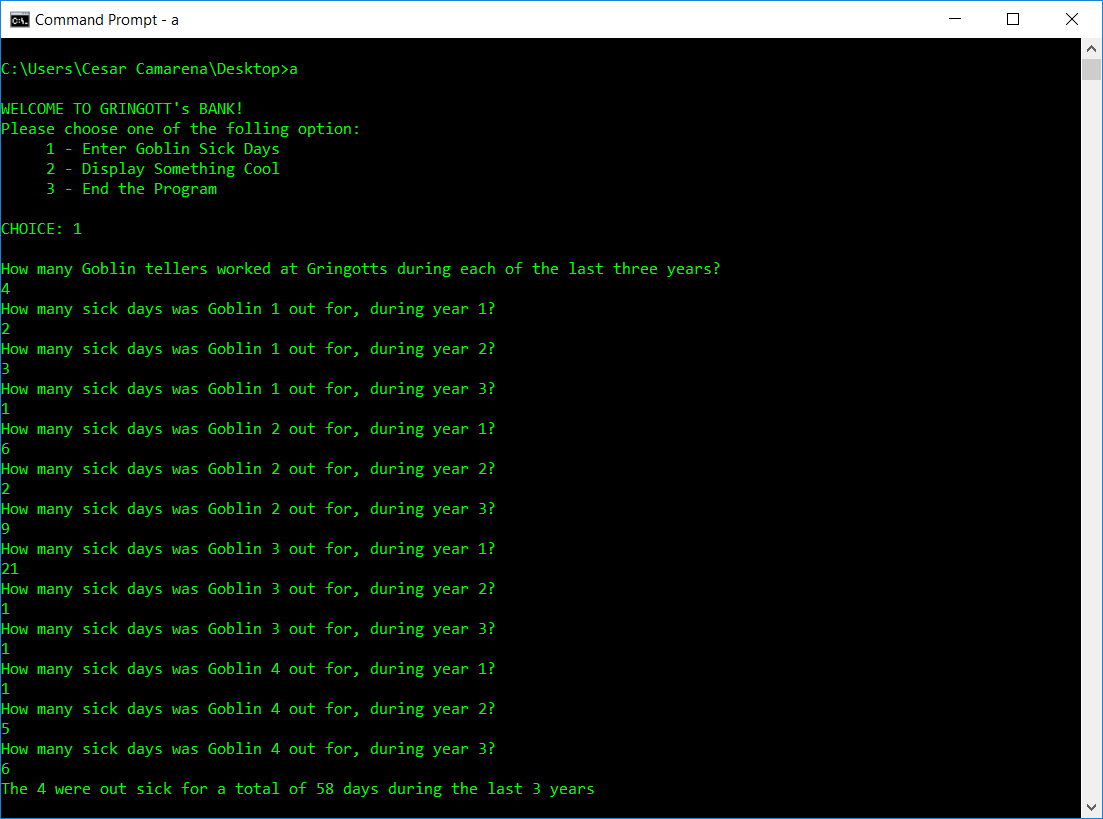 Command Prompt - a
C:\Users\Cesar Camarena\Desktop>a
WELCOME TO GRINGOTT's BANK!
Please choose one of the folling option:
1 - Enter Goblin Sick Days
2 - Display Something Cool
3 - End the Program
CHOICE: 1
How many Goblin tellers worked at Gringotts during each of the last three years?
4
How many sick days was Goblin 1 out for, during year 1?
2
How many sick days was Goblin 1 out for, during year 2?
3
How many sick days was Goblin 1 out for, during year 3?
1
How many sick days was Goblin 2 out for, during year 1?
6
How many sick days was Goblin 2 out for, during year 2?
2
How many sick days was Goblin 2 out for, during year 3?
9
How many sick days was Goblin 3 out for, during year 1?
21
How many sick days was Goblin 3 out for, during year 2?
1
How many sick days was Goblin 3 out for, during year 3?
1
How many sick days was Goblin 4 out for, during year 1?
1
How many sick days was Goblin 4 out for, during year 2?
5
How many sick days was Goblin 4 out for, during year 3?
6
The 4 were out sick for a total of 58 days during the last 3 years